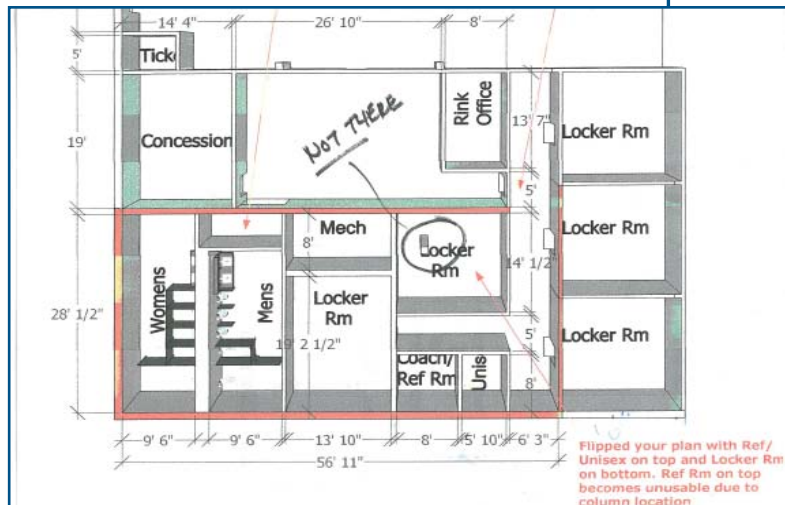 14' 4"
26' 10"
8'
5'
Ticke
NOT THERE
Rink
Office
13' 7"
Locker Rm
Concession
19'
5'
Mech
8'
Locker
Rm
14' 1/2"
Locker Rm
28' 1/2"
Womens
Mens
Locker
Rm
19' 2 1/2"
5'
Locker Rm
Coach/
Ref Rm
Unis
8'
9' 6"
9' 6"
13' 10"
8'
5' 10"
6' 3"
56' 11"
Flipped your plan with Ref/
Unisex on top and Locker Rm
on bottom. Ref Rm on top
becomes unusable due to
column location